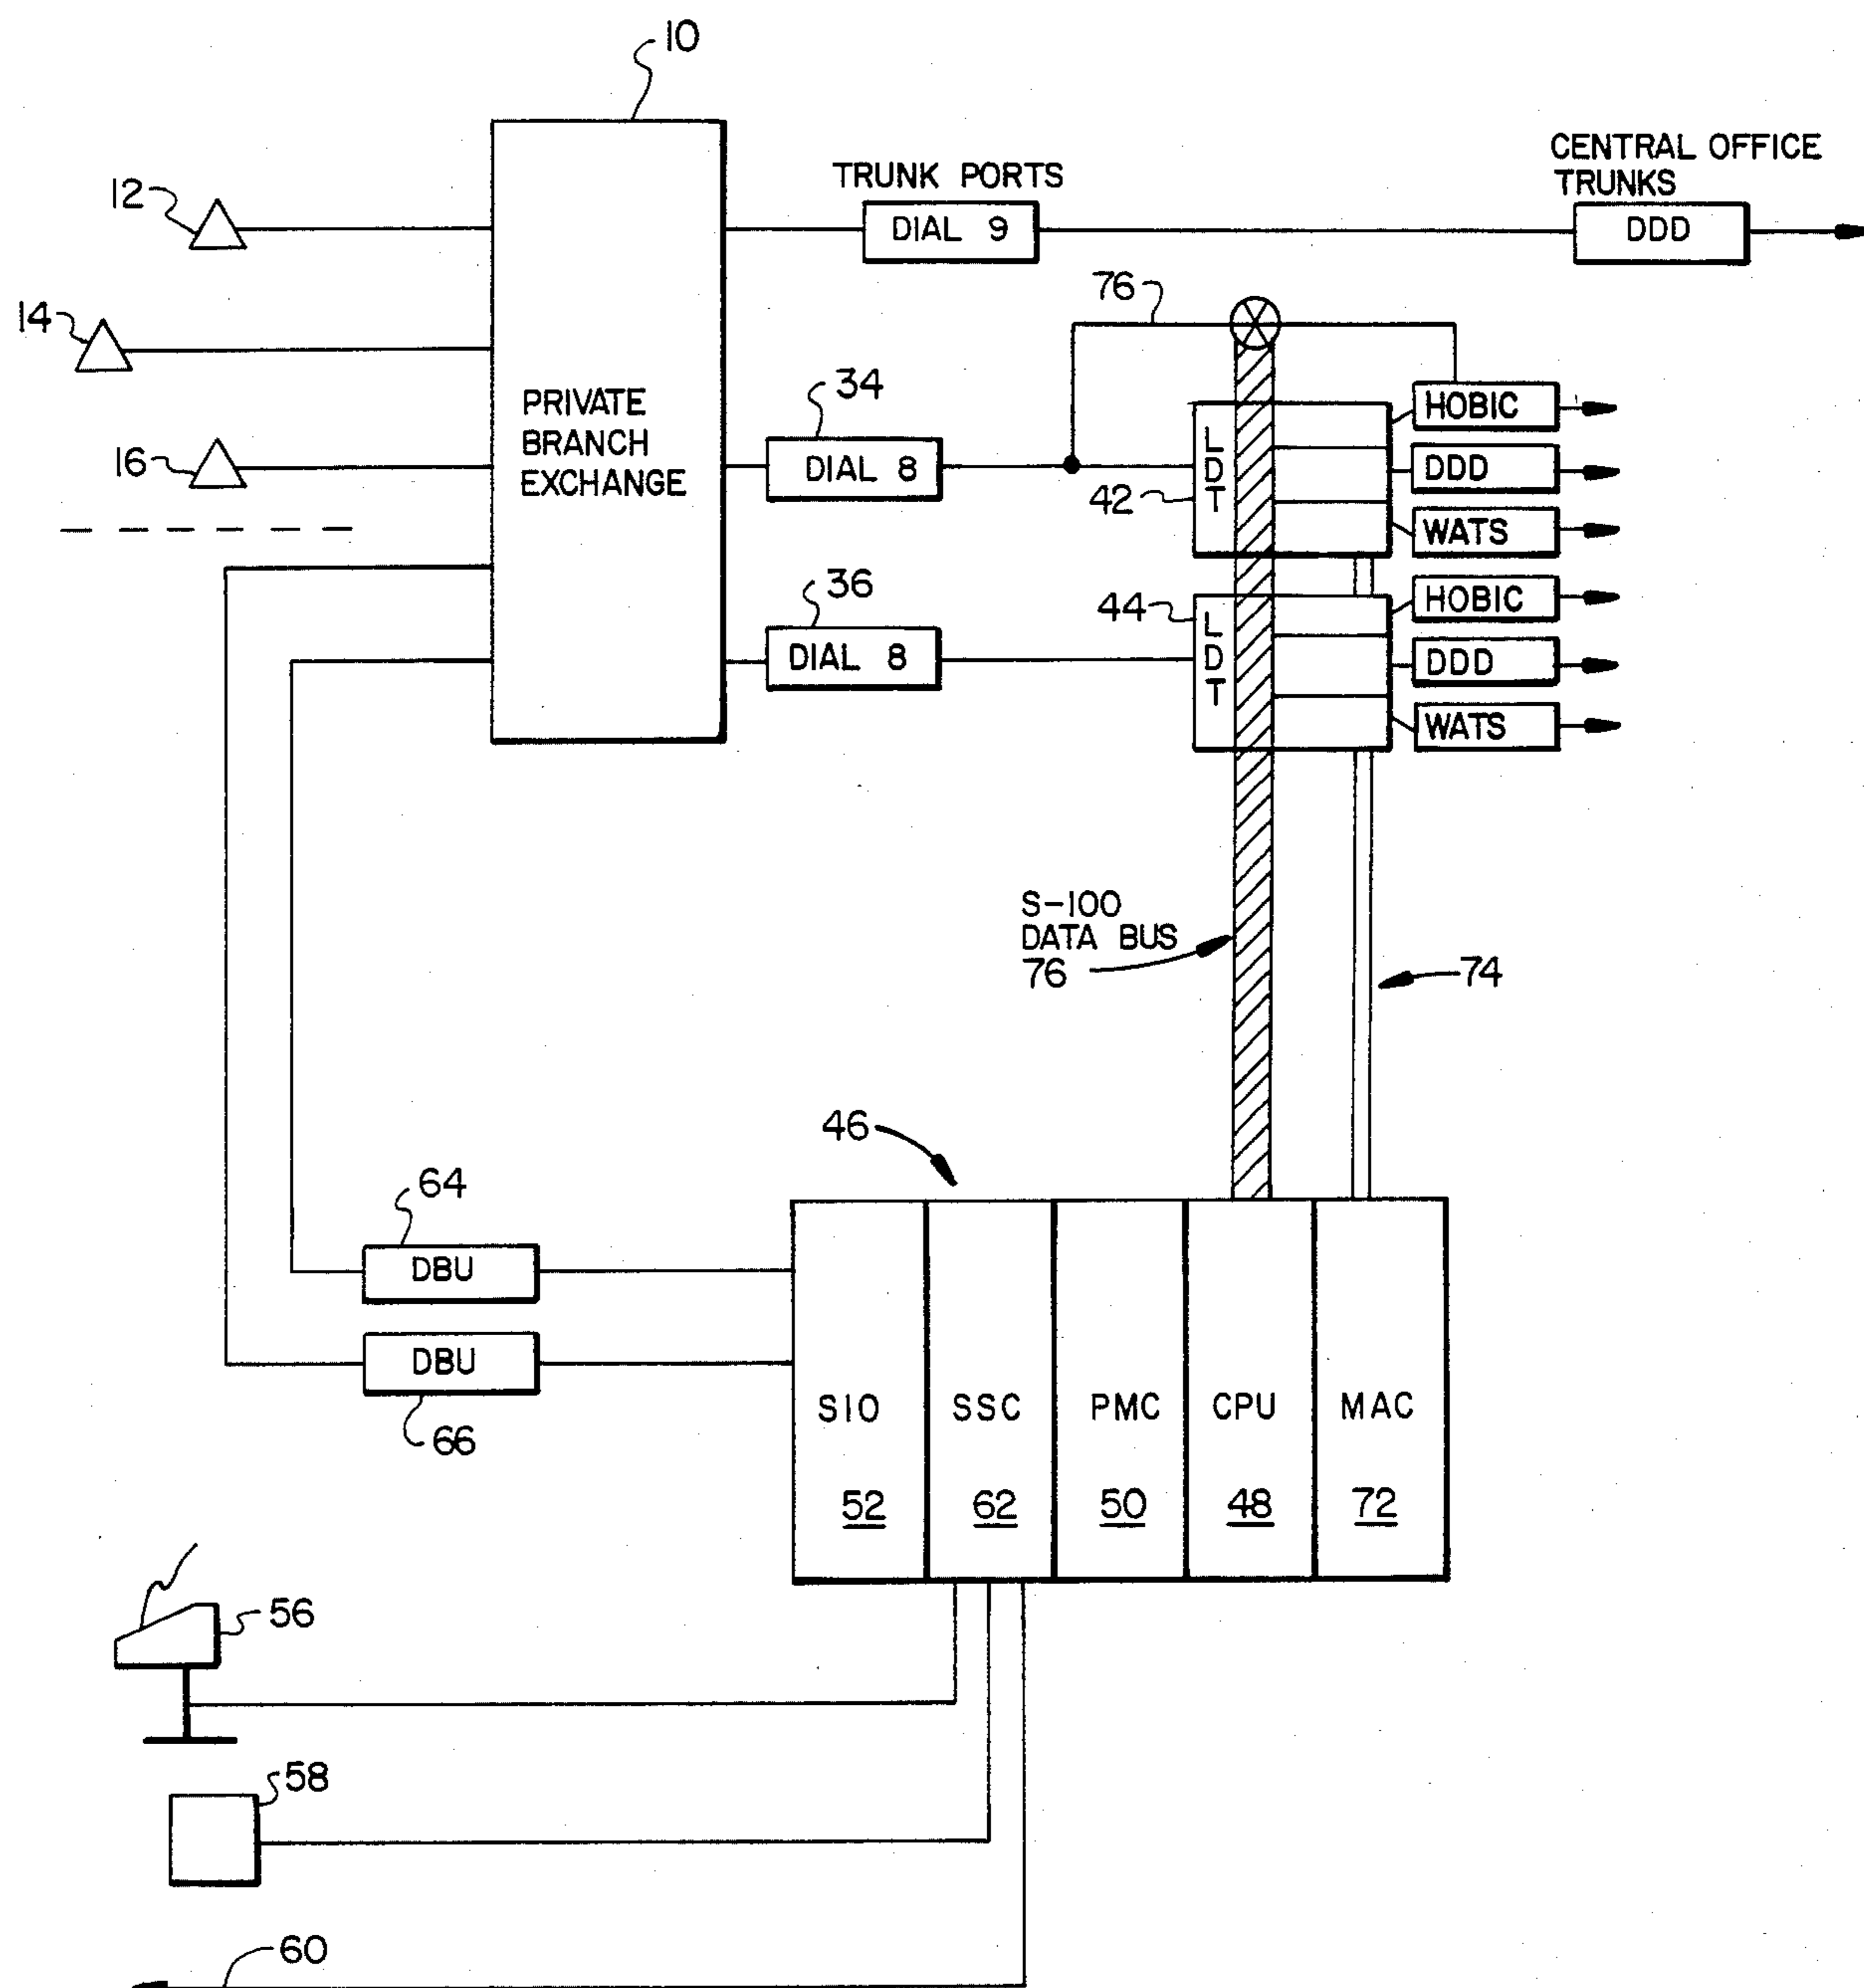 10
CENTRAL OFFICE
TRUNKS
TRUNK PORTS
12
DIAL 9
DDD
76
14
34
HOBIC
PRIVATE
BRANCH
EXCHANGE
16
DIAL 8
42
LDT
DDD
WATS
36
44
HOBIC
DIAL 8
LDT
DDD
WATS
S-100
DATA BUS
76
74
46
64
DBU
DBU
66
SIO
SSC
PMC
CPU
MAC
52
62
50
48
72
56
58
60